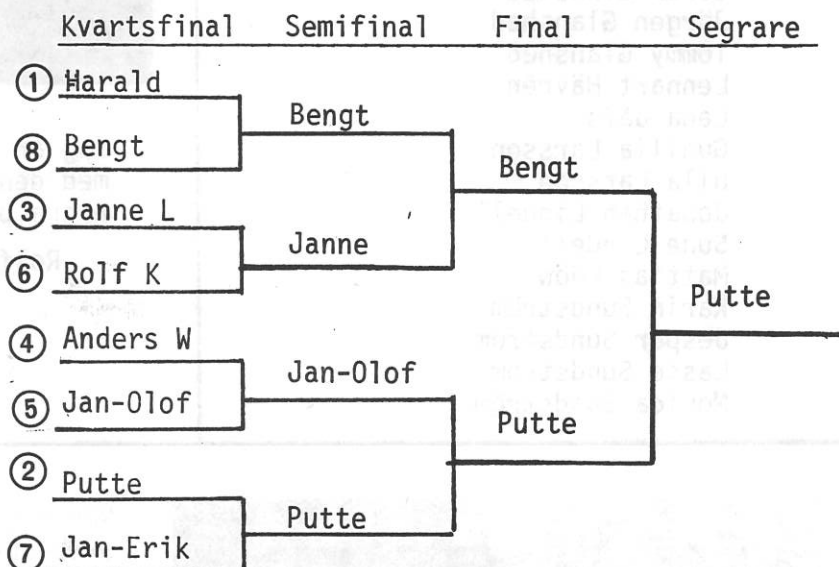 Kvartsfinal Semifinal Final Segrare
1 Harald
Bengt
8 Bengt
Bengt
3 Janne L
Janne
6 Rolf K
Putte
4 Anders W
Jan-Olof
5 Jan-Olof
Putte
2 Putte
Putte
7 Jan-Erik